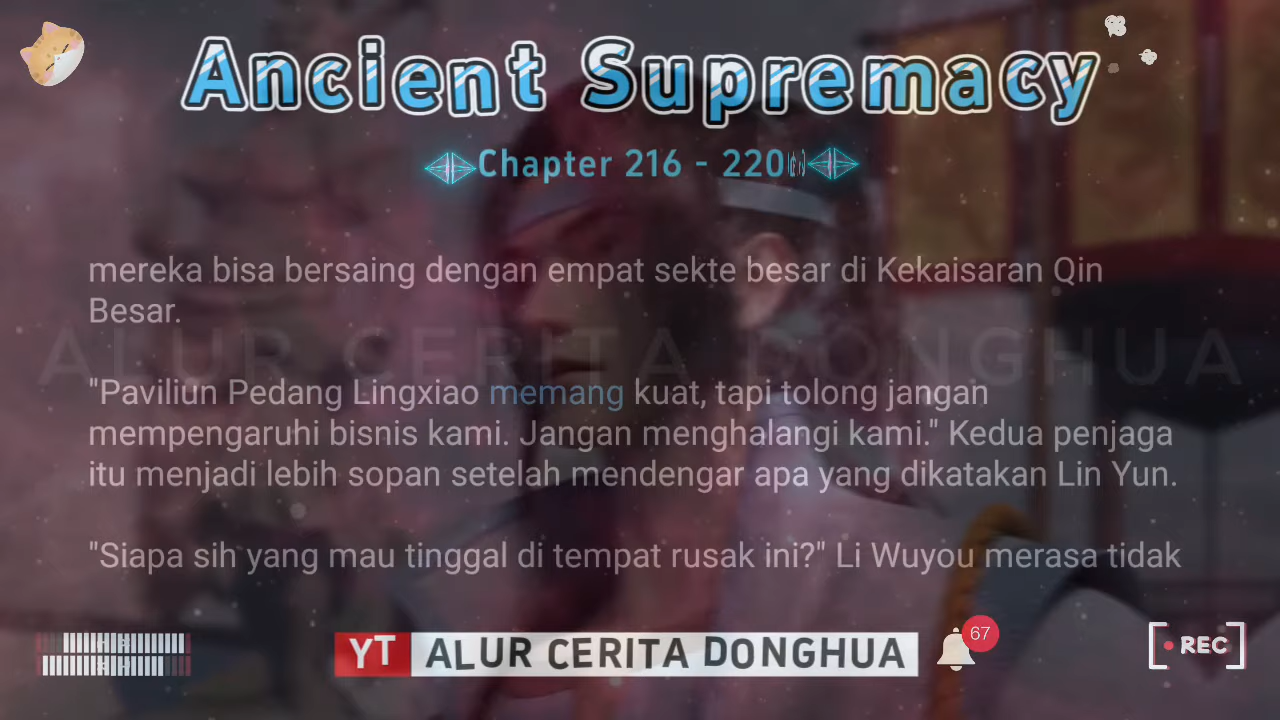 Ancient Supremacy
Chapter 216 - 220
mereka bisa bersaing dengan empat sekte besar di Kekaisaran Qin
Besar.
ALUR CERITA DONGHUA
"Paviliun Pedang Lingxiao memang kuat, tapi tolong jangan
mempengaruhi bisnis kami. Jangan menghalangi kami." Kedua penjaga
itu menjadi lebih sopan setelah mendengar apa yang dikatakan Lin Yun.
"Siapa sih yang mau tinggal di tempat rusak ini?" Li Wuyou merasa tidak
YT ALUR CERITA DONGHUA
67
REC